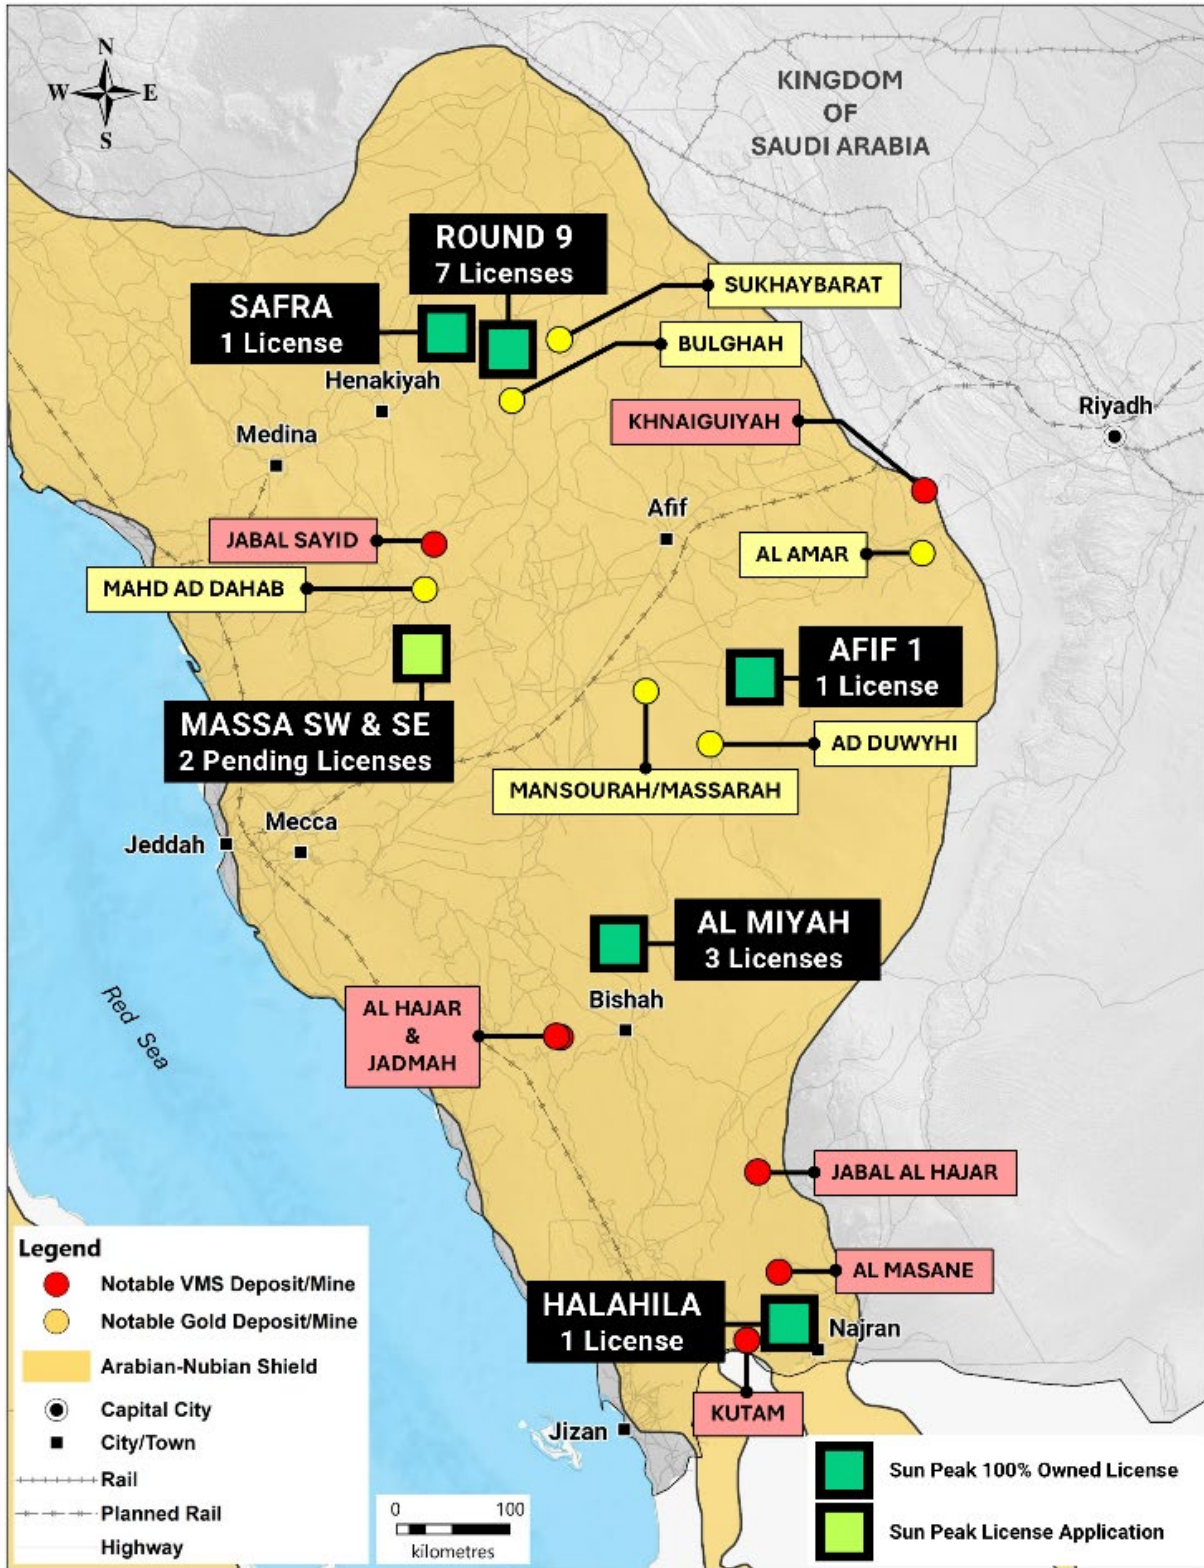 N
W
E
S
KINGDOM
OF
SAUDI ARABIA
ROUND 9
7 Licenses
SUKHAYBARAT
SAFRA
1 License
BULGHAH
Henakiyah
KHNAIGUIYAH
Riyadh
Medina
Afif
JABAL SAYID
AL AMAR
MAHD AD DAHAB
AFIF 1
1 License
MASSA SW & SE
2 Pending Licenses
AD DUWYHI
MANSOURAH/MASSARAH
Mecca
Jeddah
AL MIYAH
3 Licenses
Bishah
Red Sea
AL HAJAR
&
JADMAH
JABAL AL HAJAR
AL MASANE
HALAHILA
1 License
Najran
KUTAM
Jizan
Legend
Notable VMS Deposit/Mine
Notable Gold Deposit/Mine
Arabian-Nubian Shield
Capital City
City/Town
Rail
Planned Rail
Highway
0 100
kilometres
Sun Peak 100% Owned License
Sun Peak License Application